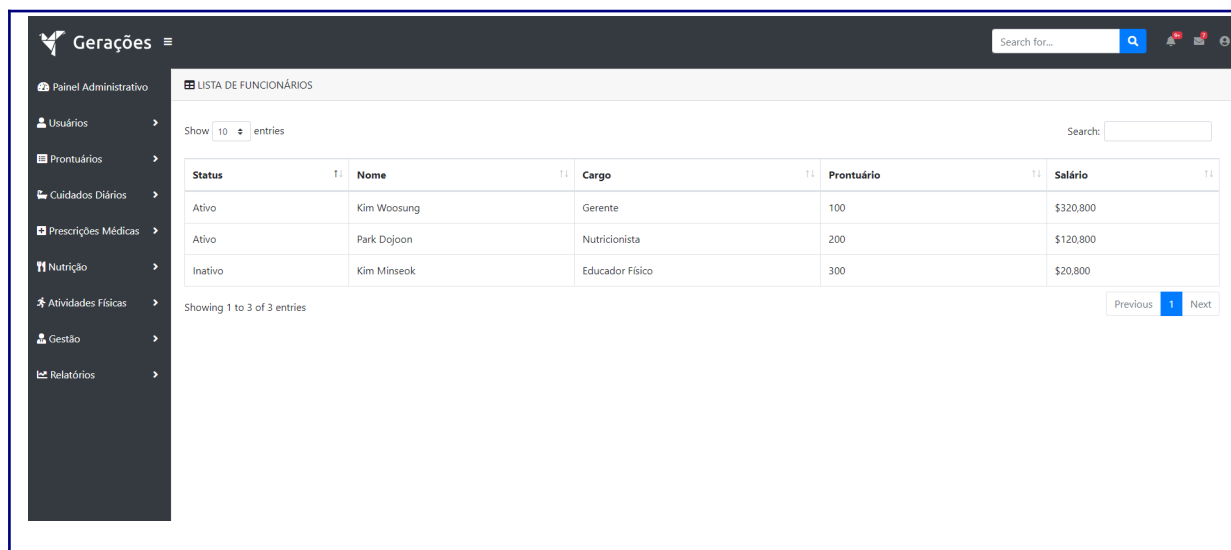 Gerações
Search for...
9+
7
Painel Administrativo
Usuários
Prontuários
Cuidados Diários
Prescrições Médicas
Nutrição
Atividades Físicas
Gestão
Relatórios
LISTA DE FUNCIONÁRIOS
Show 10 entries
Search:
Status Nome Cargo Prontuário Salário
Ativo Kim Woosung Gerente 100 $320,800
Ativo Park Dojoon Nutricionista 200 $120,800
Inativo Kim Minseok Educador Físico 300 $20,800
Showing 1 to 3 of 3 entries
Previous 1 Next